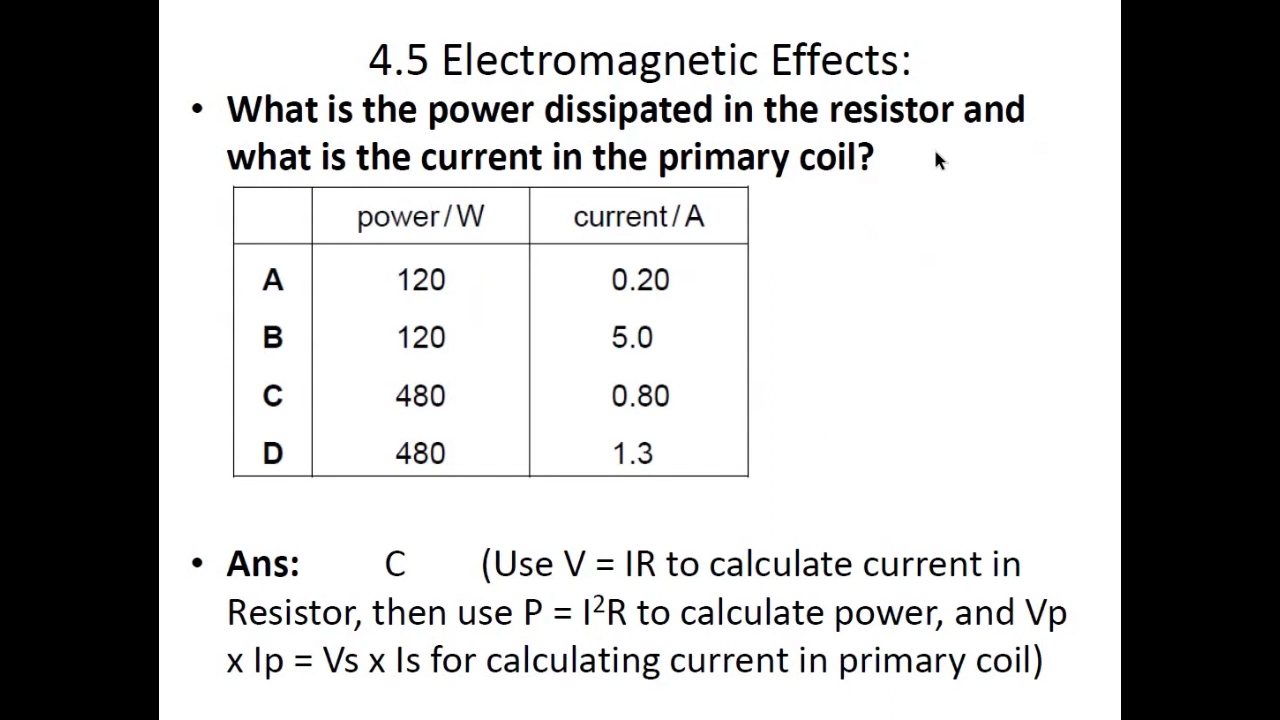 4.5 Electromagnetic Effects:
• What is the power dissipated in the resistor and
what is the current in the primary coil?
power/W current/A
A 120 0.20
B 120 5.0
C 480 0.80
D 480 1.3
• Ans: C (Use V = IR to calculate current in
Resistor, then use P = I²R to calculate power, and Vp
x Ip = Vs x Is for calculating current in primary coil)